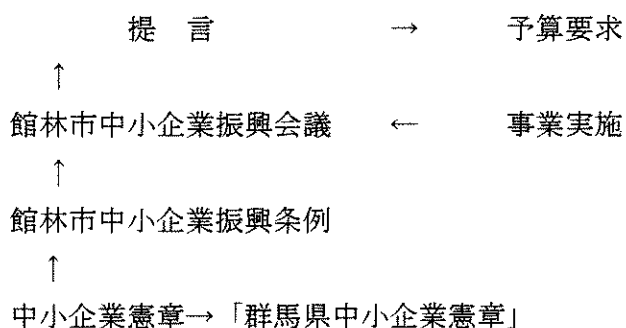 提　言　　→　　予算要求
↑
館林市中小企業振興会議　←　事業実施
↑
館林市中小企業振興条例
↑
中小企業憲章→「群馬県中小企業憲章」